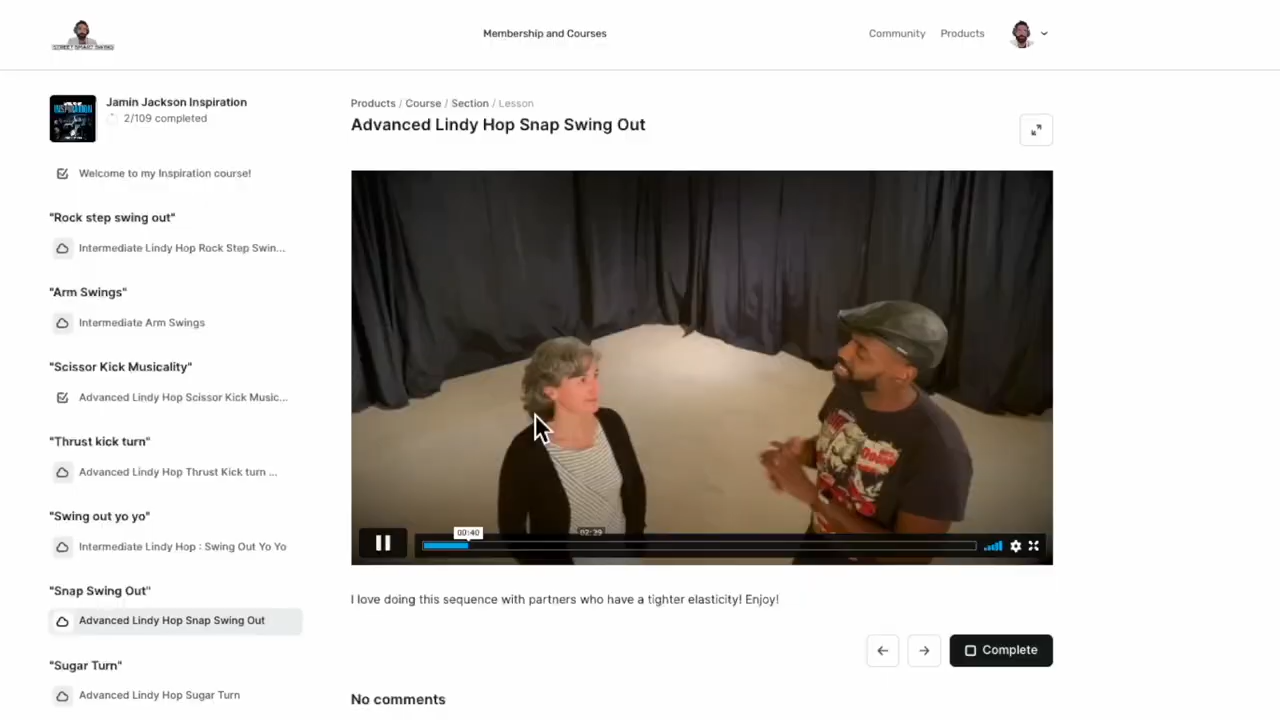 STREET SMART SWING
Membership and Courses
Community
Products
Jamin Jackson Inspiration
2/109 completed
Welcome to my Inspiration course!
"Rock step swing out"
Intermediate Lindy Hop Rock Step Swin...
"Arm Swings"
Intermediate Arm Swings
"Scissor Kick Musicality"
Advanced Lindy Hop Scissor Kick Music...
"Thrust kick turn"
Advanced Lindy Hop Thrust Kick turn ...
"Swing out yo yo"
Intermediate Lindy Hop : Swing Out Yo Yo
"Snap Swing Out"
Advanced Lindy Hop Snap Swing Out
"Sugar Turn"
Advanced Lindy Hop Sugar Turn
Products / Course / Section / Lesson
Advanced Lindy Hop Snap Swing Out
00:40
02:29
I love doing this sequence with partners who have a tighter elasticity! Enjoy!
Complete
No comments